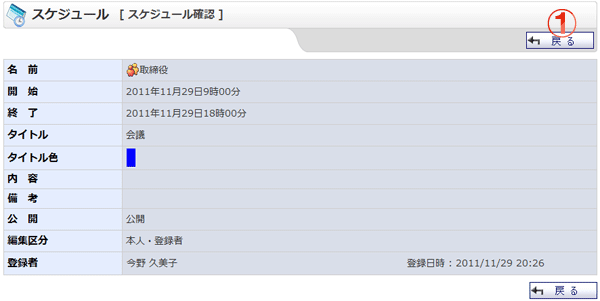 スケジュール [ スケジュール確認 ]
①
戻る
名 前 取締役
開 始 2011年11月29日9時00分
終 了 2011年11月29日18時00分
タイトル 会議
タイトル色
内 容
備 考
公 開 公開
編集区分 本人・登録者
登録者 今野 久美子 登録日時 : 2011/11/29 20:26
戻る